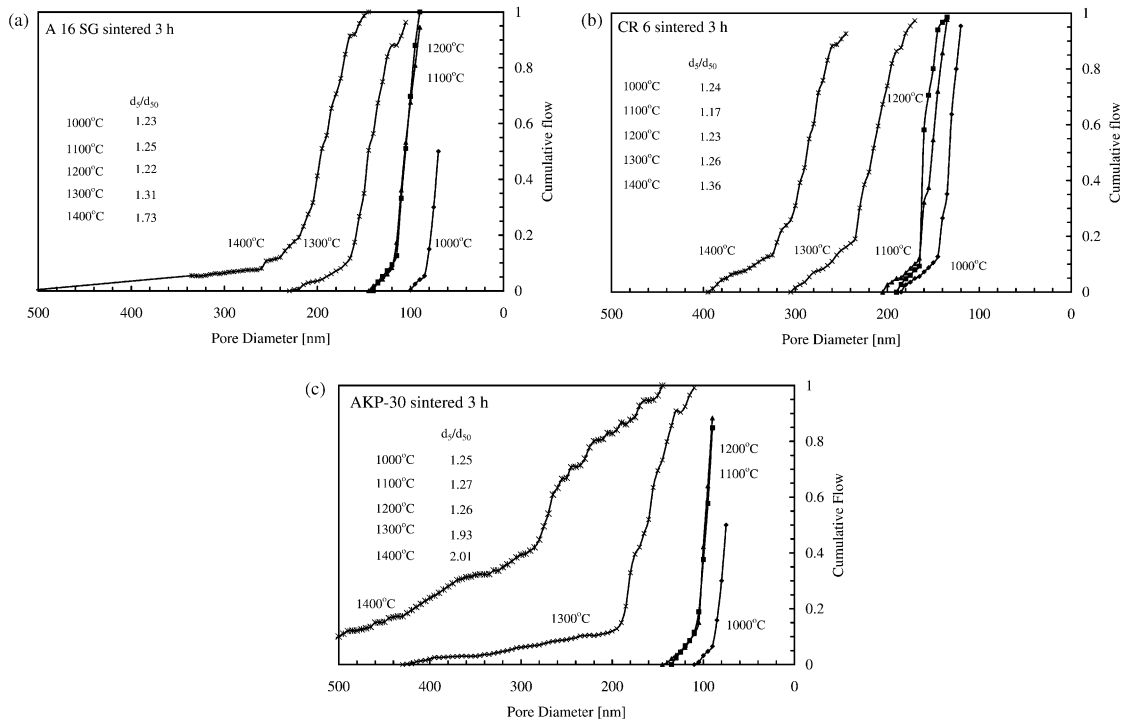 (a)
A 16 SG sintered 3 h
d5/d50
1000°C 1.23
1100°C 1.25
1200°C 1.22
1300°C 1.31
1400°C 1.73
1200°C
1100°C
1400°C
1300°C
1000°C
1
0.8
0.6
0.4
0.2
0
Cumulative flow
500 400 300 200 100 0
Pore Diameter [nm]
(b)
CR 6 sintered 3 h
d5/d50
1000°C 1.24
1100°C 1.17
1200°C 1.23
1300°C 1.26
1400°C 1.36
1200°C
1400°C
1300°C
1100°C
1000°C
1
0.8
0.6
0.4
0.2
0
Cumulative flow
500 400 300 200 100 0
Pore Diameter [nm]
(c)
AKP-30 sintered 3 h
d5/d50
1000°C 1.25
1100°C 1.27
1200°C 1.26
1300°C 1.93
1400°C 2.01
1200°C
1100°C
1400°C
1300°C
1000°C
1
0.8
0.6
0.4
0.2
0
Cumulative Flow
500 400 300 200 100 0
Pore Diameter [nm]